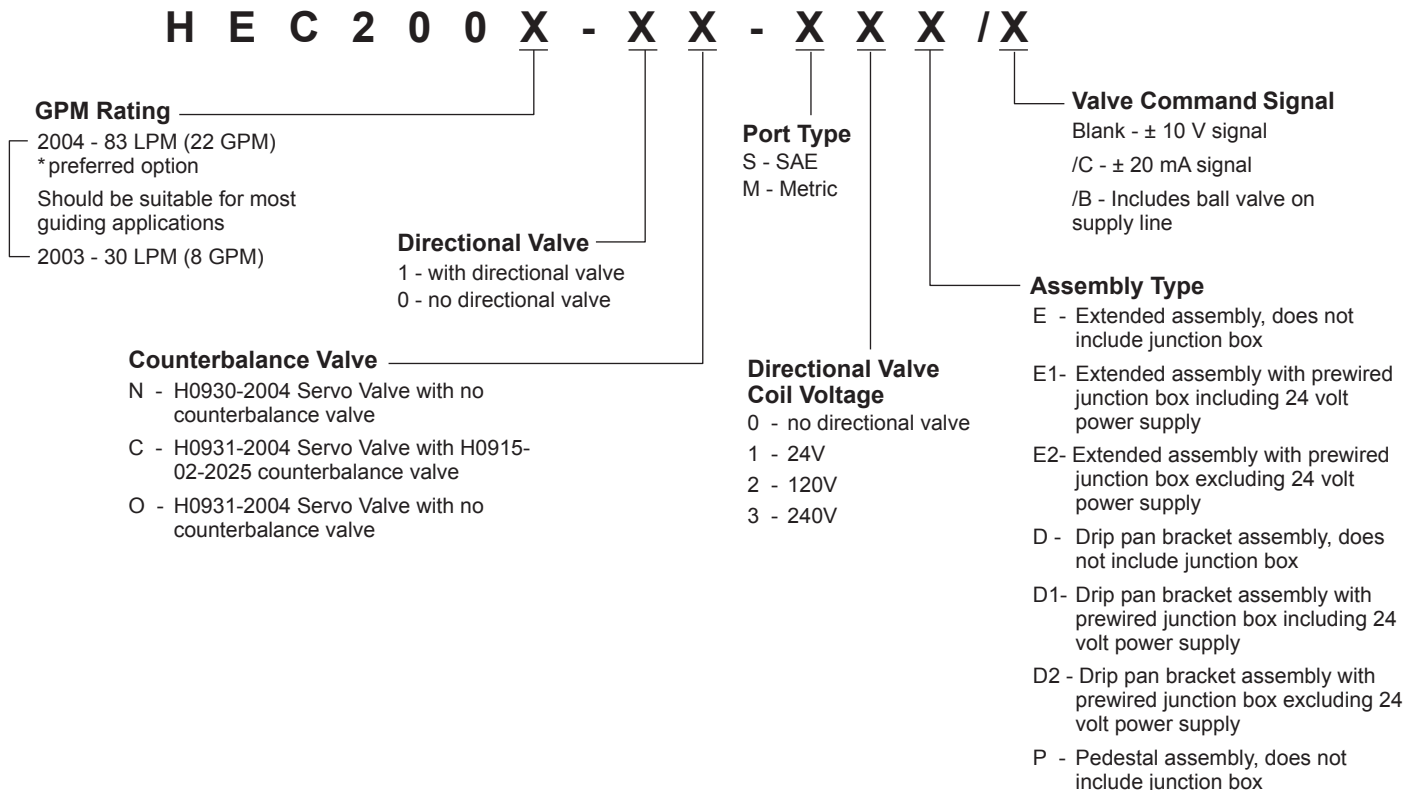 H E C 2 0 0 X - X X - X X X / X
GPM Rating
2004 - 83 LPM (22 GPM)
* preferred option
Should be suitable for most
guiding applications
2003 - 30 LPM (8 GPM)
Directional Valve
1 - with directional valve
0 - no directional valve
Counterbalance Valve
N - H0930-2004 Servo Valve with no
counterbalance valve
C - H0931-2004 Servo Valve with H0915-
02-2025 counterbalance valve
O - H0931-2004 Servo Valve with no
counterbalance valve
Port Type
S - SAE
M - Metric
Directional Valve
Coil Voltage
0 - no directional valve
1 - 24V
2 - 120V
3 - 240V
Valve Command Signal
Blank - ± 10 V signal
/C - ± 20 mA signal
/B - Includes ball valve on
supply line
Assembly Type
E - Extended assembly, does not
include junction box
E1- Extended assembly with prewired
junction box including 24 volt
power supply
E2- Extended assembly with prewired
junction box excluding 24 volt
power supply
D - Drip pan bracket assembly, does
not include junction box
D1- Drip pan bracket assembly with
prewired junction box including 24
volt power supply
D2 - Drip pan bracket assembly with
prewired junction box excluding 24
volt power supply
P - Pedestal assembly, does not
include junction box